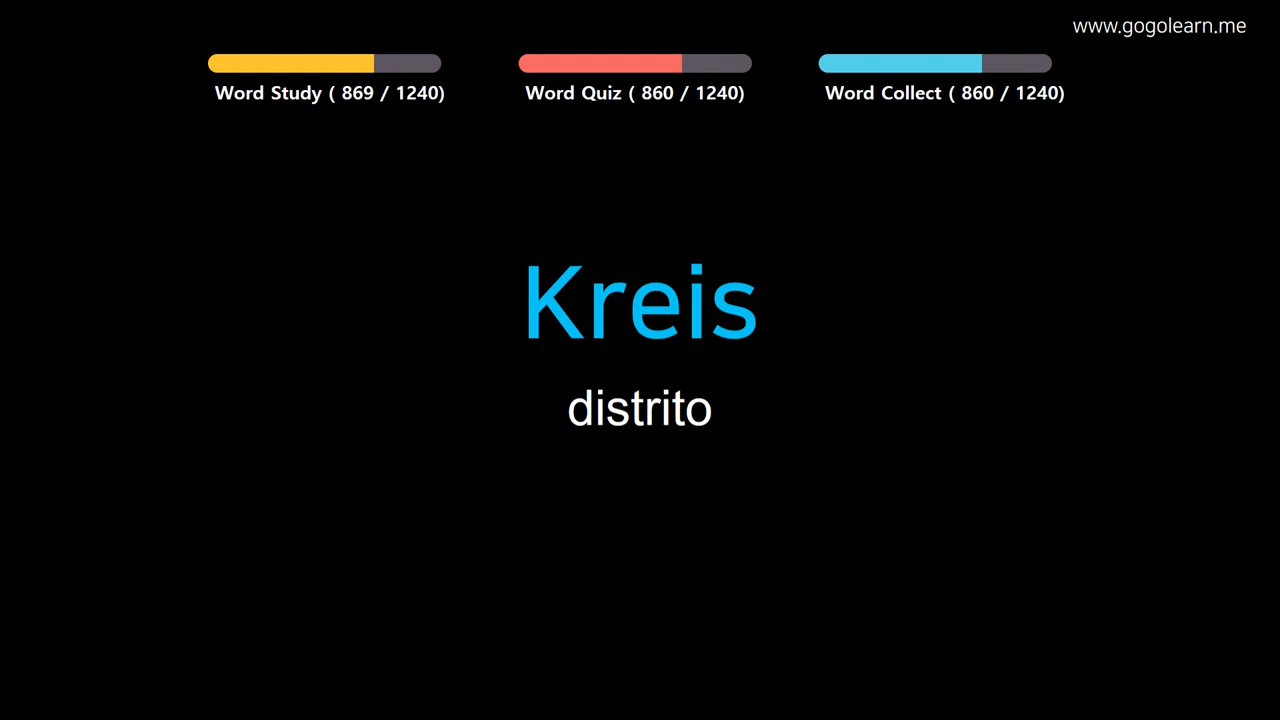 www.gogolearn.me
Word Study ( 869 / 1240)
Word Quiz ( 860 / 1240)
Word Collect ( 860 / 1240)
Kreis
distrito